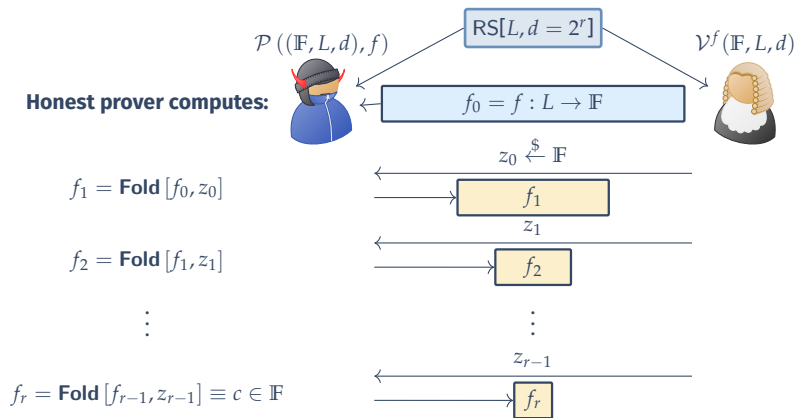 RS[L, d = 2^r]
𝒫 ((𝔽, L, d), f)
𝒱^f(𝔽, L, d)
Honest prover computes:
f_0 = f : L → 𝔽
z_0 ←$ 𝔽
f_1 = Fold [f_0, z_0]
f_1
z_1
f_2 = Fold [f_1, z_1]
f_2
⋮
⋮
z_{r−1}
f_r = Fold [f_{r−1}, z_{r−1}] ≡ c ∈ 𝔽
f_r